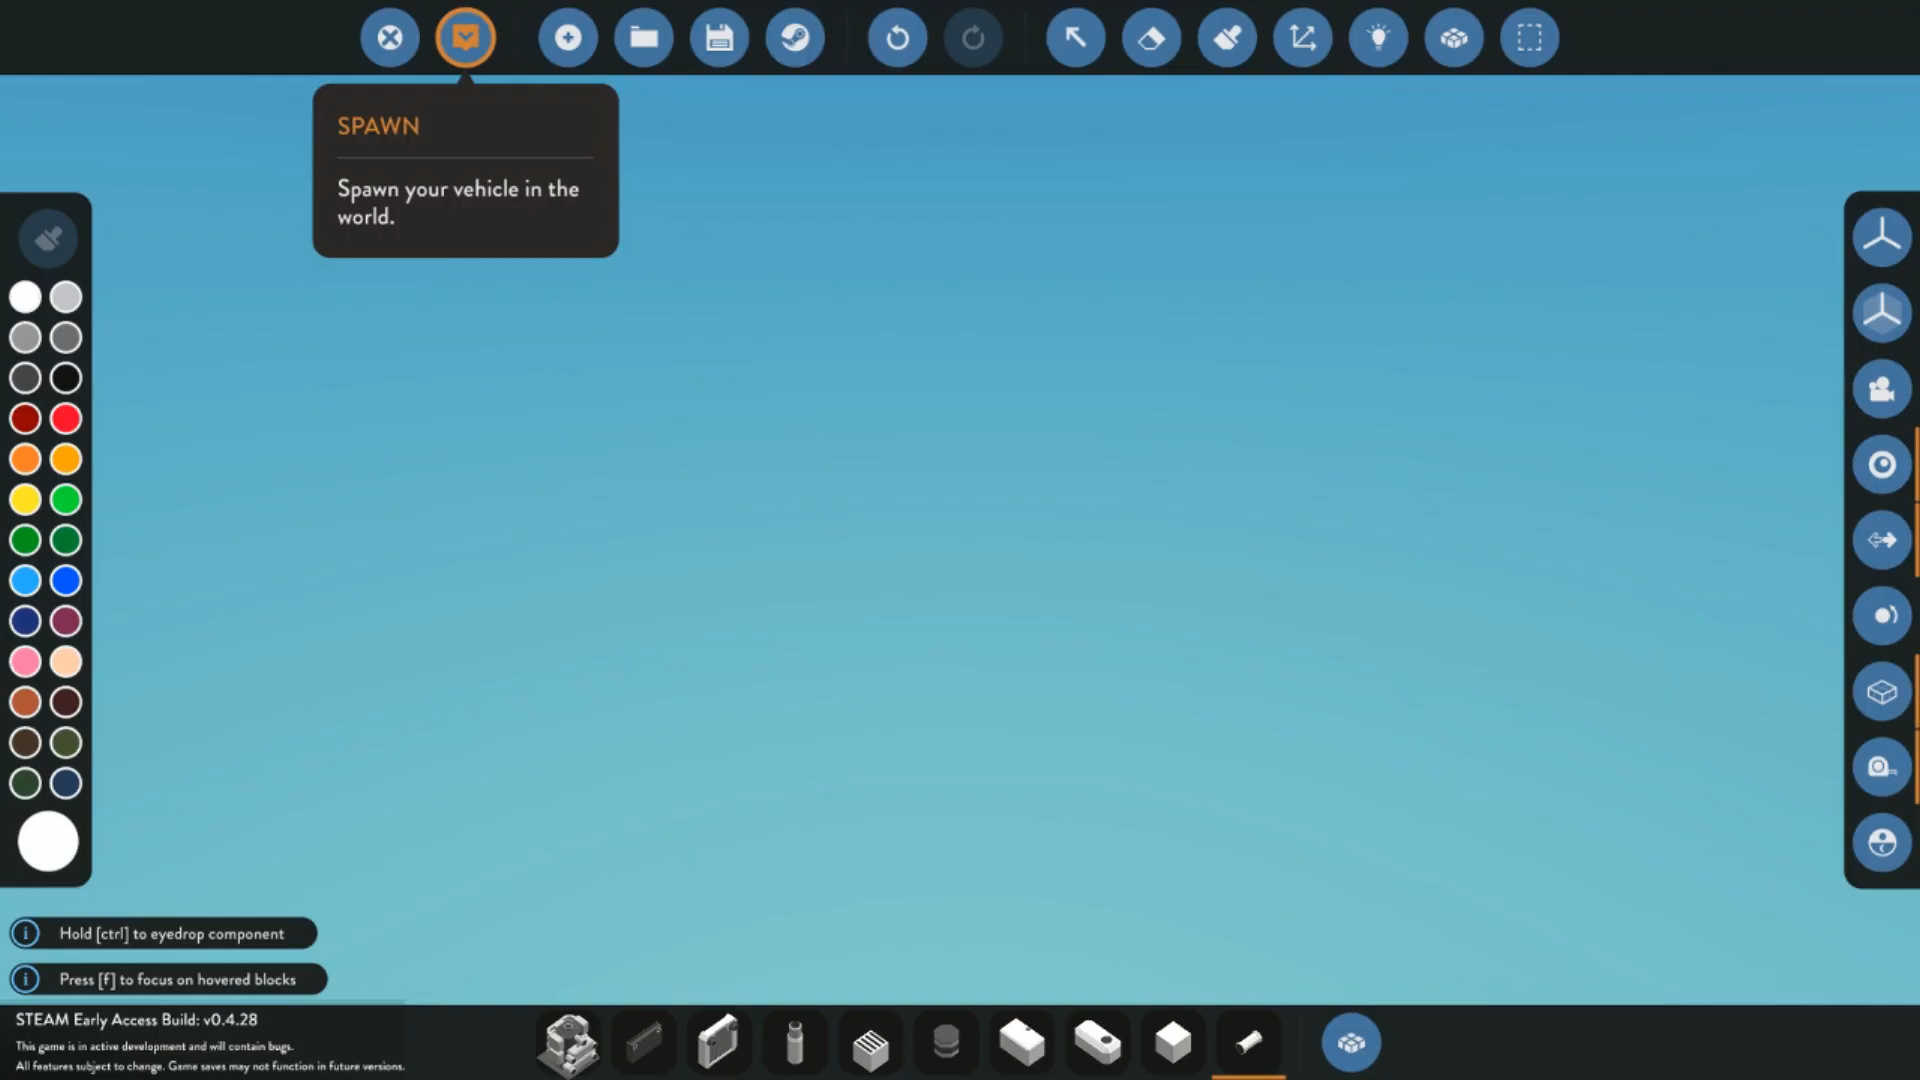 SPAWN
Spawn your vehicle in the
world.
Hold [ctrl] to eyedrop component
Press [f] to focus on hovered blocks
STEAM Early Access Build: v0.4.28
This game is in active development and will contain bugs.
All features subject to change. Game saves may not function in future versions.